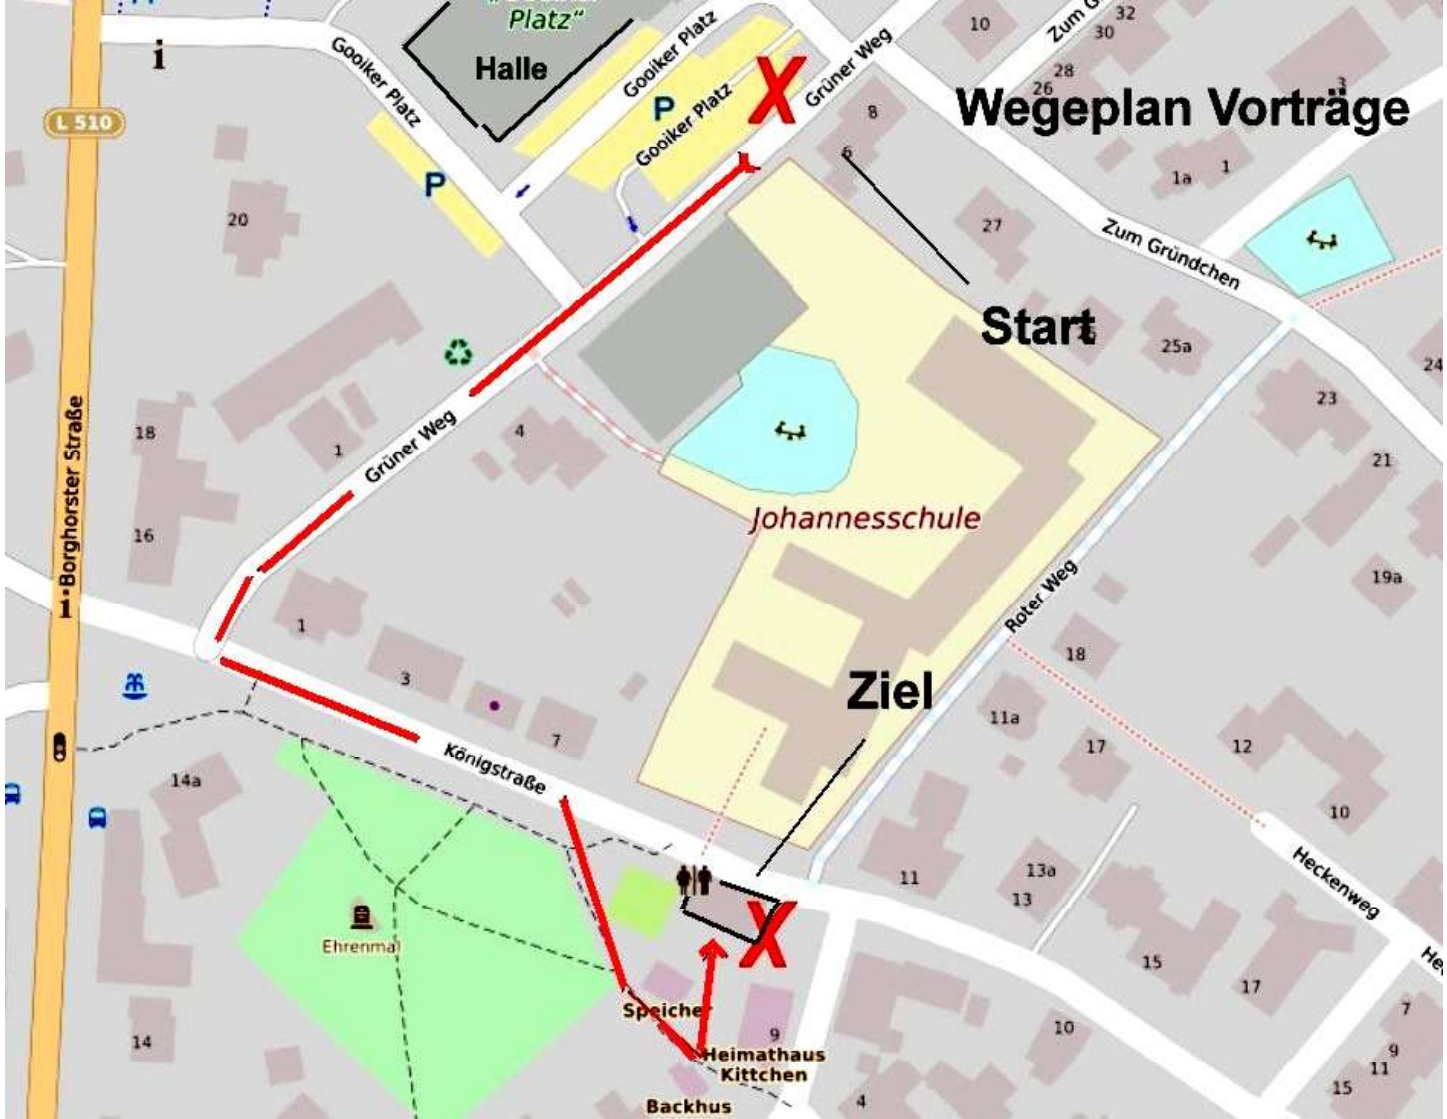 Platz“
Gooiker Platz
Halle
Gooiker Platz
P
Gooiker Platz
Grüner Weg
10
Zum
32
30
28
26
3
Wegeplan Vorträge
i
L 510
P
8
6
1a
1
20
27
Zum Gründchen
Start
25a
24
23
18
1
Grüner Weg
4
21
16
Johannesschule
Borghorster Straße
i
19a
Roter Weg
1
18
3
Ziel
11a
7
Königstraße
17
12
14a
10
11
13a
13
Heckenweg
Ehrenmal
15
17
Speicher
7
14
9
10
9
Heimathaus
Kittchen
11
15
Backhus
4